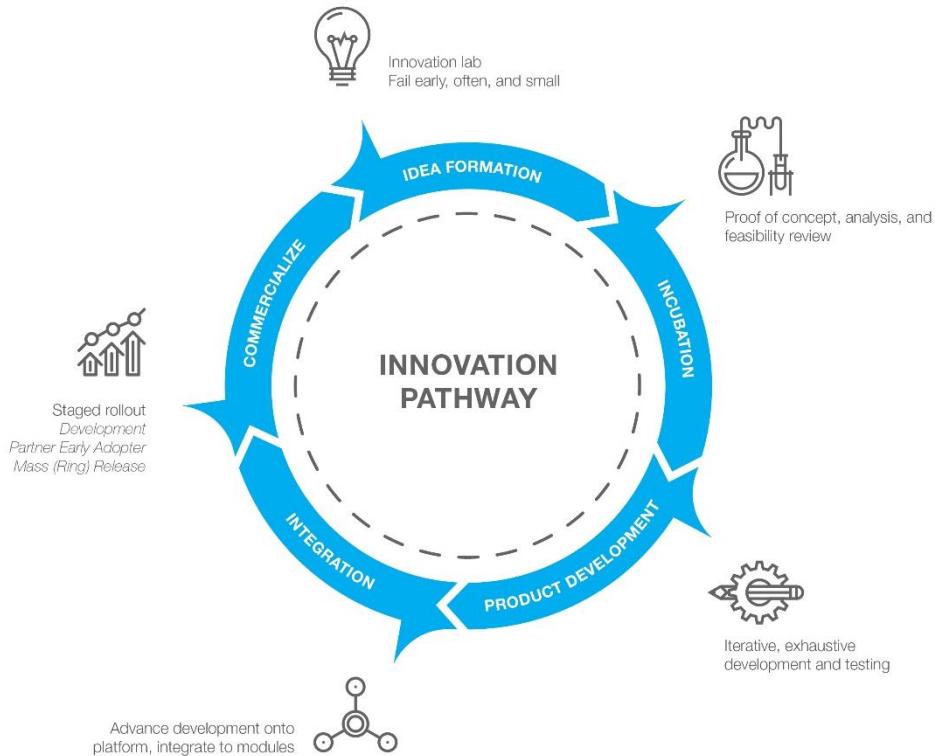 Innovation lab
Fail early, often, and small
IDEA FORMATION
Proof of concept, analysis, and
feasibility review
INCUBATION
COMMERCIALIZE
INNOVATION
PATHWAY
Staged rollout
Development
Partner Early Adopter
Mass (Ring) Release
INTEGRATION
PRODUCT DEVELOPMENT
Iterative, exhaustive
development and testing
Advance development onto
platform, integrate to modules